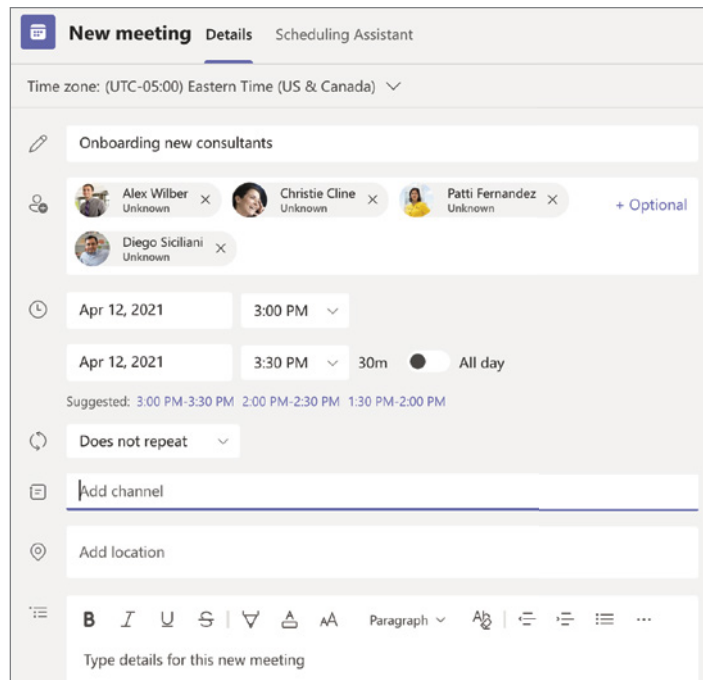 New meeting Details Scheduling Assistant
Time zone: (UTC-05:00) Eastern Time (US & Canada)
Onboarding new consultants
Alex Wilber Christie Cline Patti Fernandez
Unknown Unknown Unknown
+ Optional
Diego Siciliani
Unknown
Apr 12, 2021 3:00 PM
Apr 12, 2021 3:30 PM 30m All day
Suggested: 3:00 PM-3:30 PM 2:00 PM-2:30 PM 1:30 PM-2:00 PM
Does not repeat
Add channel
Add location
B I U S A AA Paragraph Ab
Type details for this new meeting